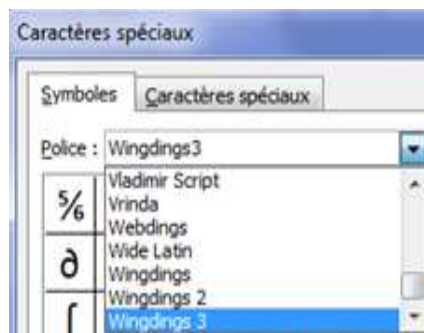 Caractères spéciaux
Symboles Caractères spéciaux
Police : Wingdings3
Vladimir Script
⅚ Vrinda
Webdings
∂ Wide Latin
Wingdings
Wingdings 2
∫ Wingdings 3